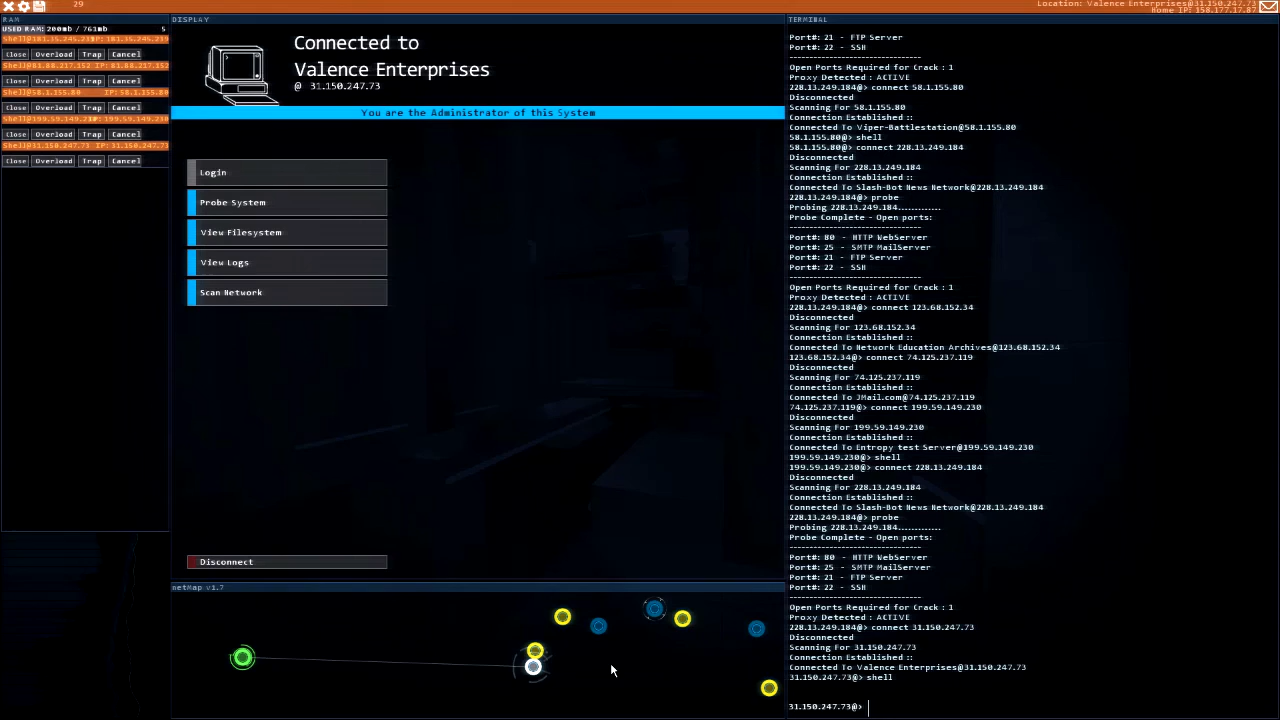 29
Location: Valence Enterprises@31.150.247.73
Home IP: 158.177.17.87
RAM
USED RAM: 200mb / 761mb 5
Close Overload Trap Cancel
Shell@81.88.217.152 IP: 81.88.217.152
Close Overload Trap Cancel
Shell@58.1.155.80 IP: 58.1.155.80
Close Overload Trap Cancel
IP: 199.59.149.230
Close Overload Trap Cancel
Shell@31.150.247.73 IP: 31.150.247.73
Close Overload Trap Cancel
DISPLAY
Connected to
Valence Enterprises
@ 31.150.247.73
You are the Administrator of this System
Login
Probe System
View Filesystem
View Logs
Scan Network
Disconnect
netMap v1.7
TERMINAL
Port#: 21 - FTP Server
Port#: 22 - SSH
---------------------------------
Open Ports Required for Crack : 1
Proxy Detected : ACTIVE
228.13.249.184@> connect 58.1.155.80
Disconnected
Scanning For 58.1.155.80
Connection Established ::
Connected To Viper-Battlestation@58.1.155.80
58.1.155.80@> shell
58.1.155.80@> connect 228.13.249.184
Disconnected
Scanning For 228.13.249.184
Connection Established ::
Connected To Slash-Bot News Network@228.13.249.184
228.13.249.184@> probe
Probing 228.13.249.184.............
Probe Complete - Open ports:
---------------------------------
Port#: 80 - HTTP WebServer
Port#: 25 - SMTP MailServer
Port#: 21 - FTP Server
Port#: 22 - SSH
---------------------------------
Open Ports Required for Crack : 1
Proxy Detected : ACTIVE
228.13.249.184@> connect 123.68.152.34
Disconnected
Scanning For 123.68.152.34
Connection Established ::
Connected To Network Education Archives@123.68.152.34
123.68.152.34@> connect 74.125.237.119
Disconnected
Scanning For 74.125.237.119
Connection Established ::
Connected To JMail.com@74.125.237.119
74.125.237.119@> connect 199.59.149.230
Disconnected
Scanning For 199.59.149.230
Connection Established ::
Connected To Entropy test Server@199.59.149.230
199.59.149.230@> shell
199.59.149.230@> connect 228.13.249.184
Disconnected
Scanning For 228.13.249.184
Connection Established ::
Connected To Slash-Bot News Network@228.13.249.184
228.13.249.184@> probe
Probing 228.13.249.184.............
Probe Complete - Open ports:
---------------------------------
Port#: 80 - HTTP WebServer
Port#: 25 - SMTP MailServer
Port#: 21 - FTP Server
Port#: 22 - SSH
---------------------------------
Open Ports Required for Crack : 1
Proxy Detected : ACTIVE
228.13.249.184@> connect 31.150.247.73
Disconnected
Scanning For 31.150.247.73
Connection Established ::
Connected To Valence Enterprises@31.150.247.73
31.150.247.73@> shell
31.150.247.73@>